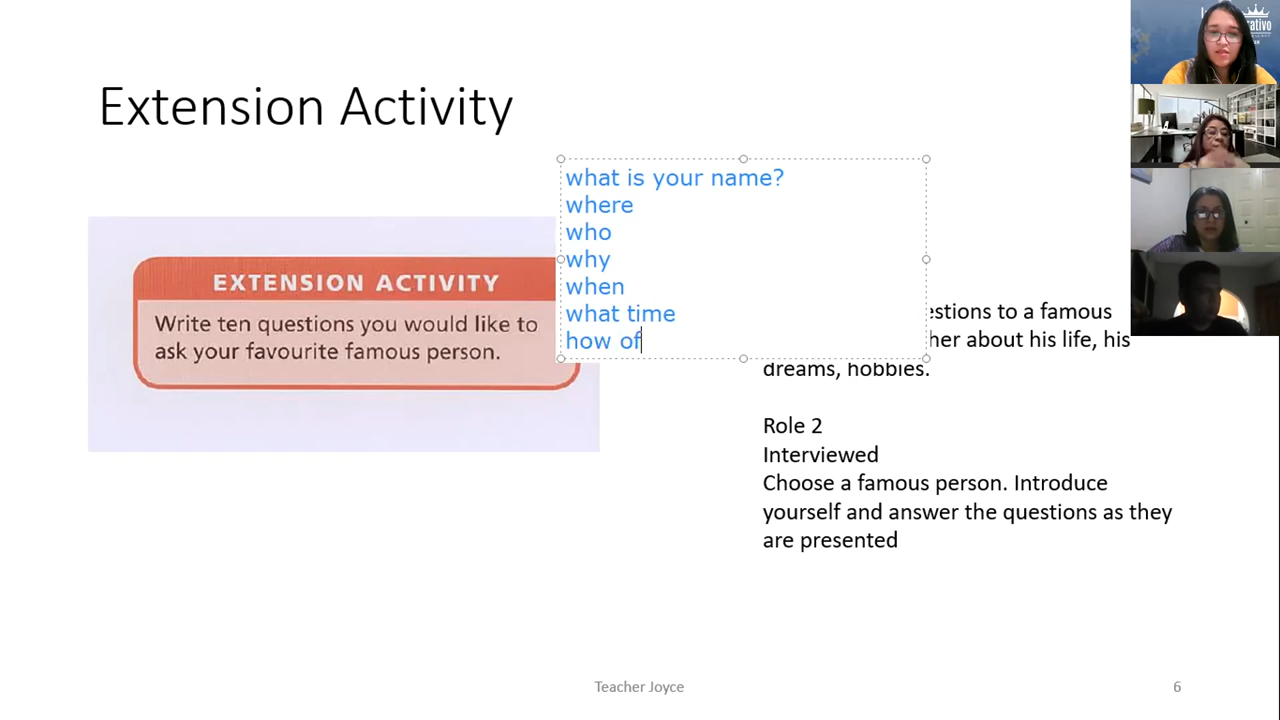 Extension Activity
what is your name?
where
who
why
when
what time
how of
EXTENSION ACTIVITY
Write ten questions you would like to
ask your favourite famous person.
estions to a famous
her about his life, his
dreams, hobbies.
Role 2
Interviewed
Choose a famous person. Introduce
yourself and answer the questions as they
are presented
Teacher Joyce
6